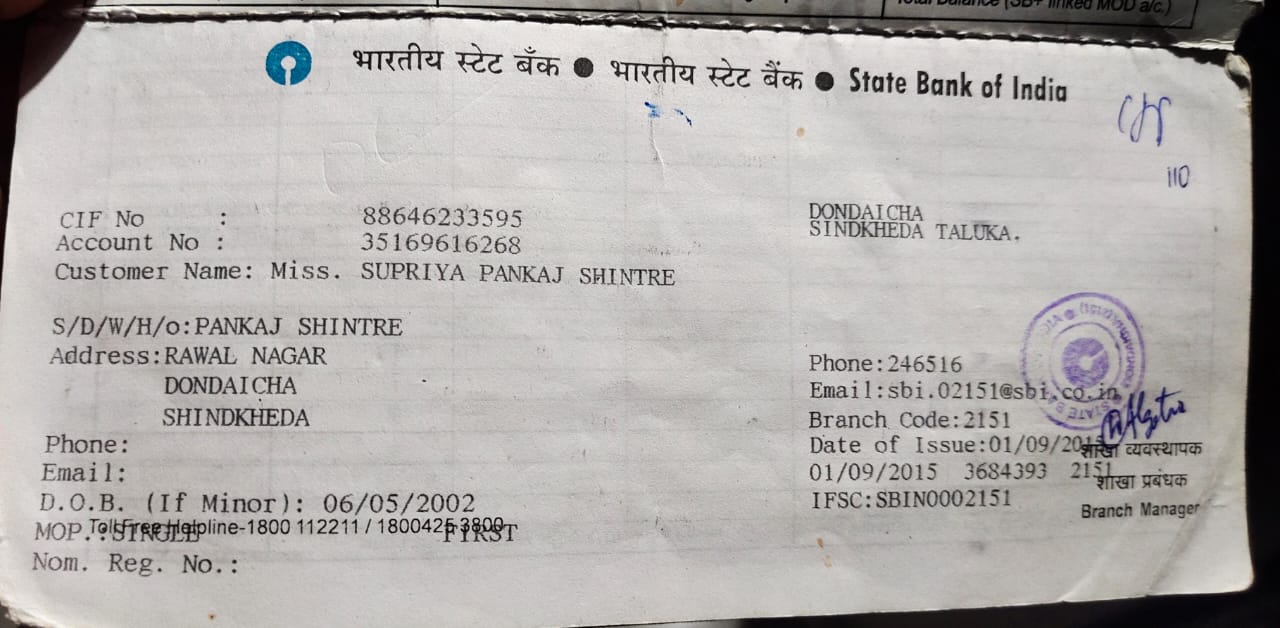 Total Balance (SB+ linked MOD a/c.)
भारतीय स्टेट बँक ● भारतीय स्टेट बैंक ● State Bank of India
110
CIF No : 88646233595
Account No : 35169616268
Customer Name: Miss. SUPRIYA PANKAJ SHINTRE
S/D/W/H/o:PANKAJ SHINTRE
Address:RAWAL NAGAR
DONDAICHA
SHINDKHEDA
Phone:
Email:
D.O.B. (If Minor): 06/05/2002
Toll Free Helpline-1800 112211 / 1800425 3800
MOP.:SINGLE FIRST
Nom. Reg. No.:
DONDAICHA
SINDKHEDA TALUKA.
Phone:246516
Email:sbi.02151@sbi.co.in
Branch Code:2151
Date of Issue:01/09/2015
01/09/2015 3684393 2151
IFSC:SBIN0002151
शाखा व्यवस्थापक
शाखा प्रबंधक
Branch Manager